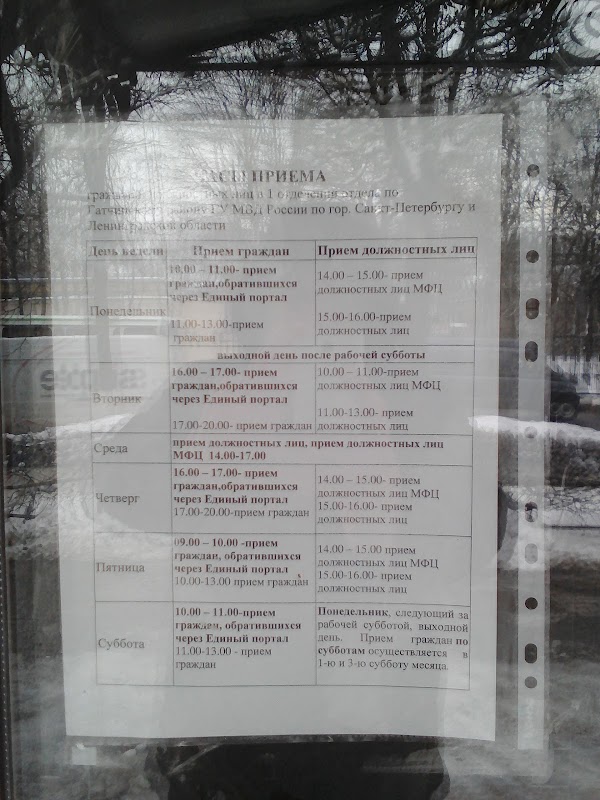 ЧАСЫ ПРИЕМА
лиц в 1 отделении отдела по
району ГУ МВД России по гор. Санкт-Петербургу и
Ленинградской области
День недели Прием граждан Прием должностных лиц
Понедельник
10.00 – 11.00- прием
граждан,обратившихся
через Единый портал
11.00-13.00-прием
граждан
14.00 – 15.00- прием
должностных лиц МФЦ
15.00-16.00- прием
должностных лиц
выходной день после рабочей субботы
Вторник
16.00 – 17.00- прием
граждан,обратившихся
через Единый портал
17.00-20.00- прием граждан
10.00 – 11.00-прием
должностных лиц МФЦ
11.00-13.00- прием
должностных лиц
Среда
прием должностных лиц, прием должностных лиц
МФЦ 14.00-17.00
Четверг
16.00 – 17.00- прием
граждан,обратившихся
через Единый портал
17.00-20.00-прием граждан
14.00 – 15.00- прием
должностных лиц МФЦ
15.00-16.00- прием
должностных лиц
Пятница
09.00 – 10.00 -прием
граждан, обратившихся
через Единый портал
10.00-13.00 прием граждан
14.00 – 15.00 прием
должностных лиц МФЦ
15.00-16.00- прием
должностных лиц
Суббота
10.00 – 11.00-прием
граждан, обратившихся
через Единый портал
11.00-13.00 - прием
граждан
Понедельник, следующий за
рабочей субботой, выходной
день. Прием граждан по
субботам осуществляется в
1-ю и 3-ю субботу месяца.